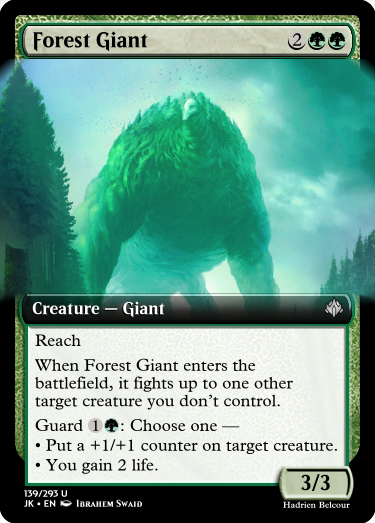 Forest Giant 2
Creature — Giant
Reach
When Forest Giant enters the
battlefield, it fights up to one other
target creature you don't control.
Guard 1: Choose one —
• Put a +1/+1 counter on target creature.
• You gain 2 life.
3/3
139/293 U
JK • EN Ibrahem Swaid
Hadrien Belcour